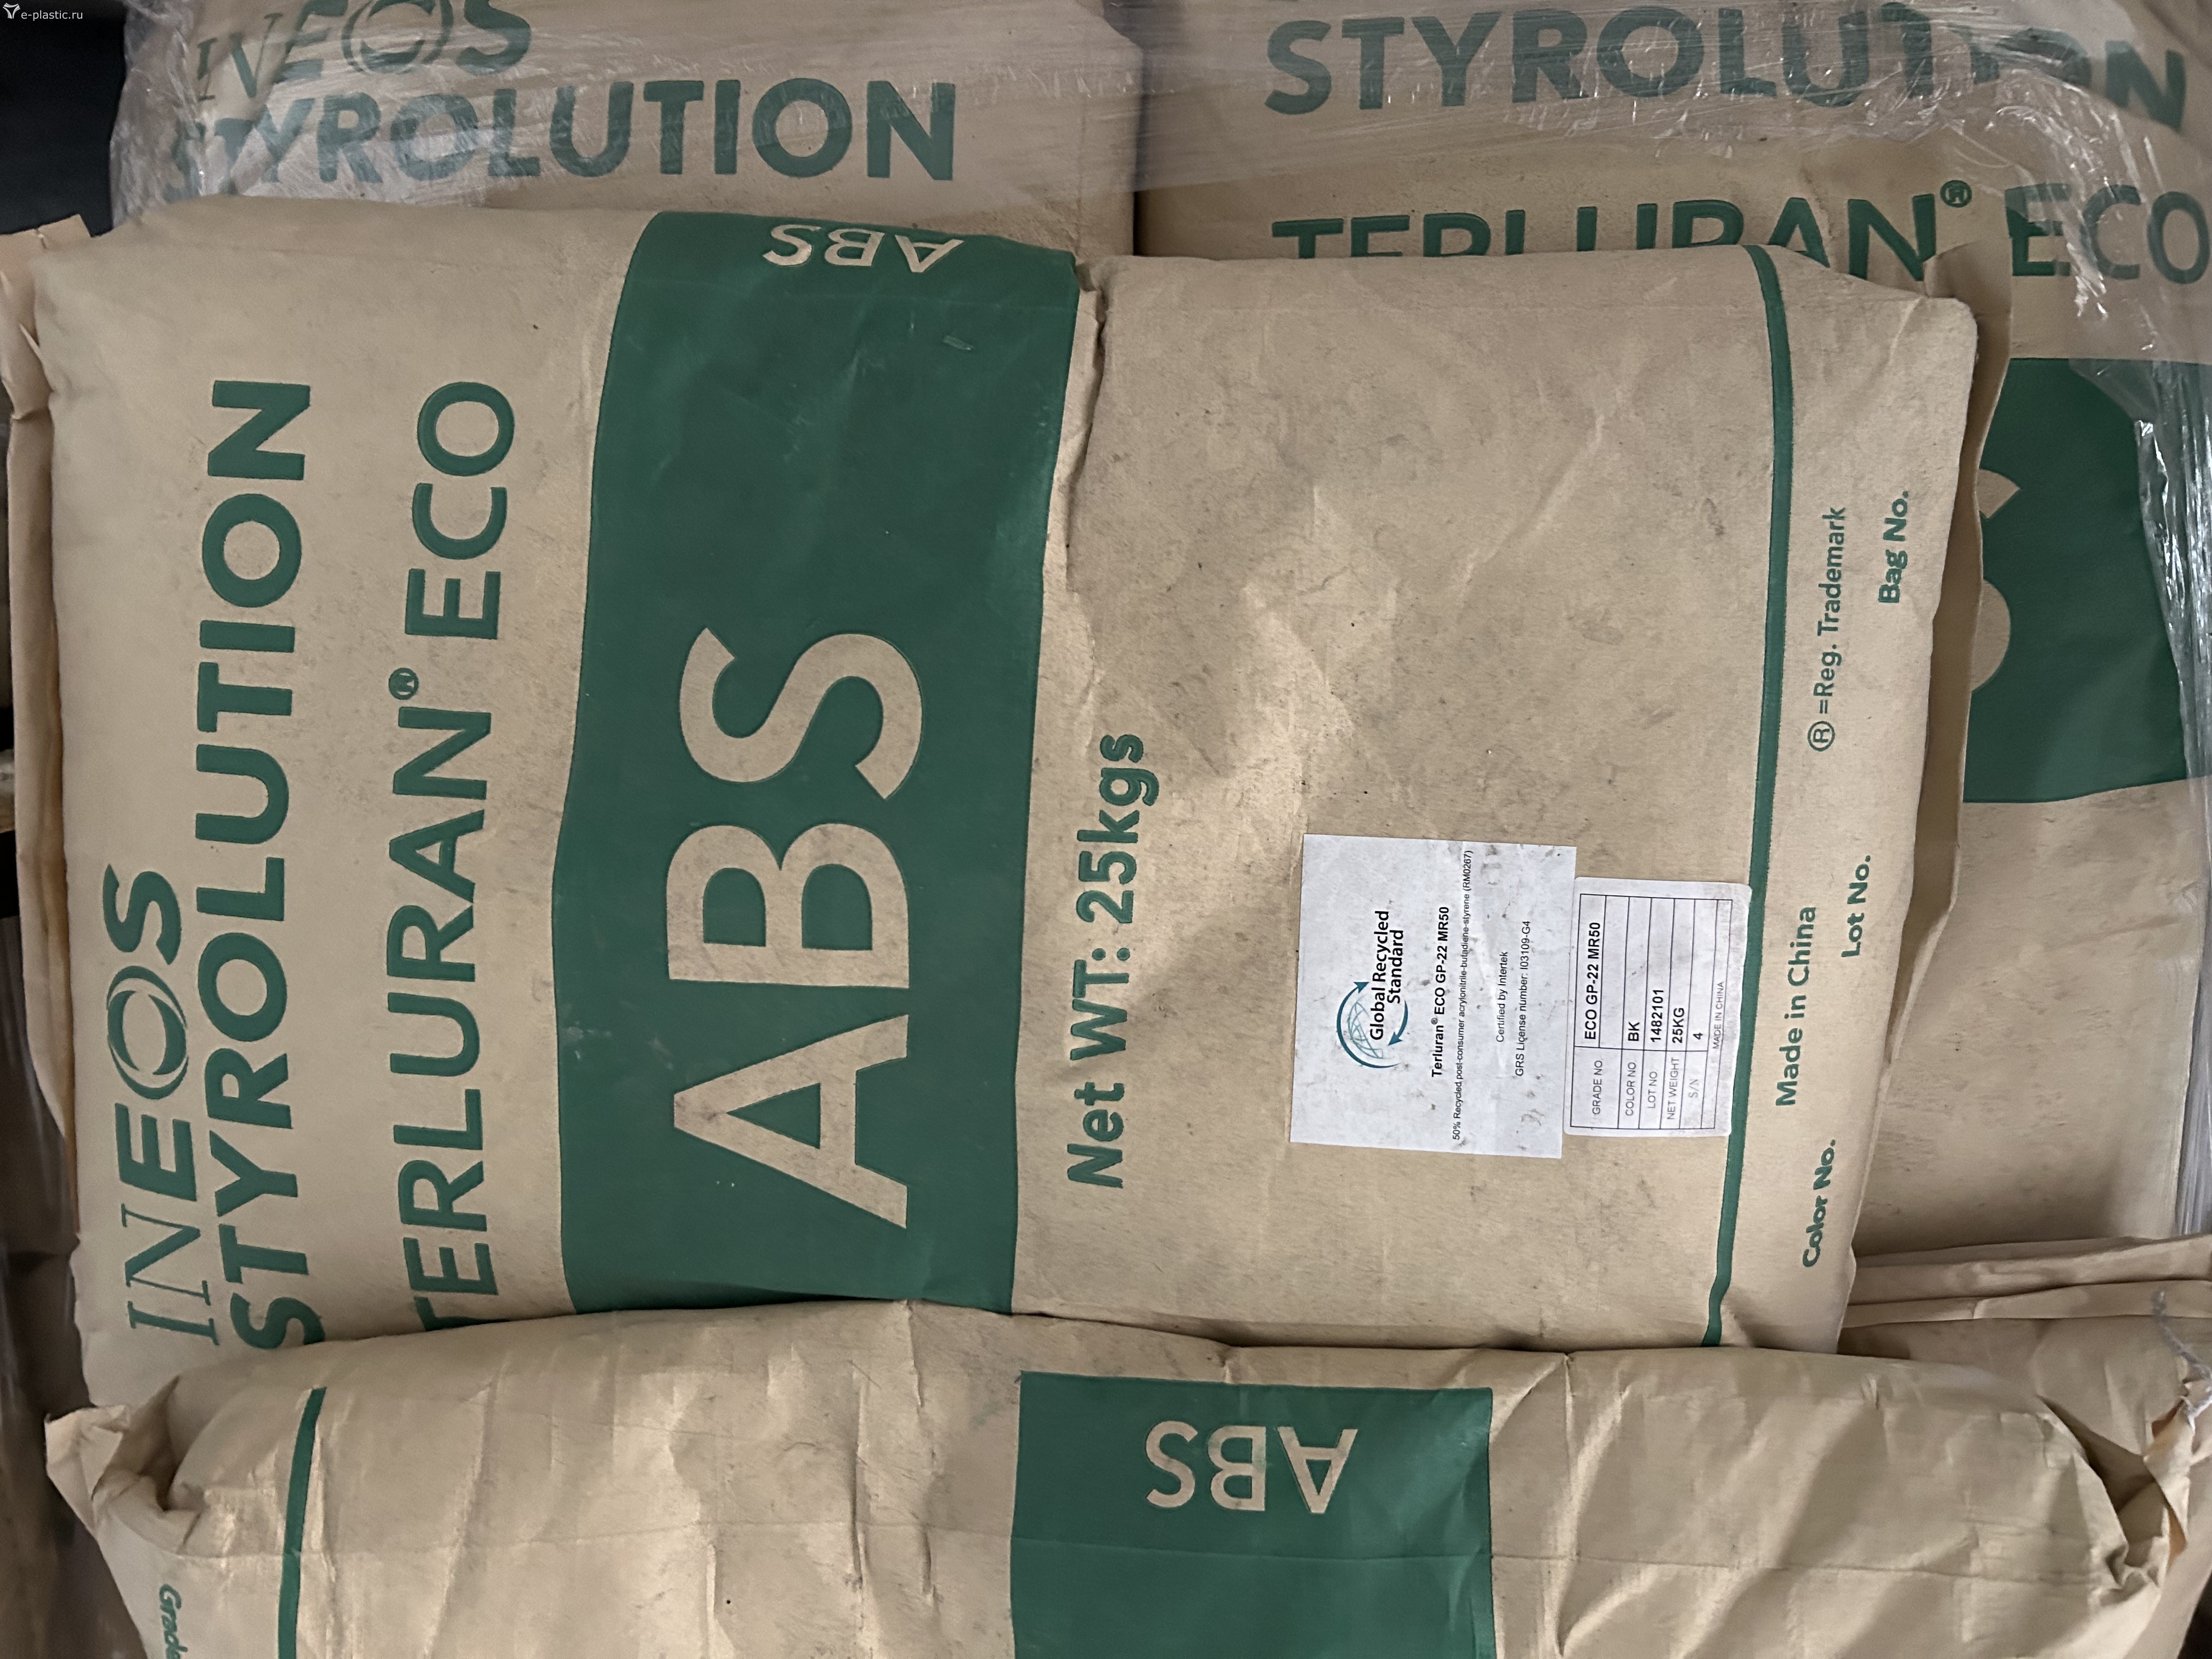 e-plastic.ru
INEOS
STYROLUTION
STYROLUTION
TERLURAN® ECO
ABS
INEOS
STYROLUTION
TERLURAN® ECO
ABS
Net WT: 25kgs
Global Recycled
Standard
Terluran® ECO GP-22 MR50
50% Recycled post-consumer acrylonitrile-butadiene-styrene (RM0267)
Certified by Intertek
GRS License number: I03109-G4
GRADE NO ECO GP-22 MR50
COLOR NO BK
LOT NO 14821101
NET WEIGHT 25KG
S/N 4
MADE IN CHINA
Made in China ®=Reg. Trademark
Color No. Lot No. Bag No.
ABS
Grade